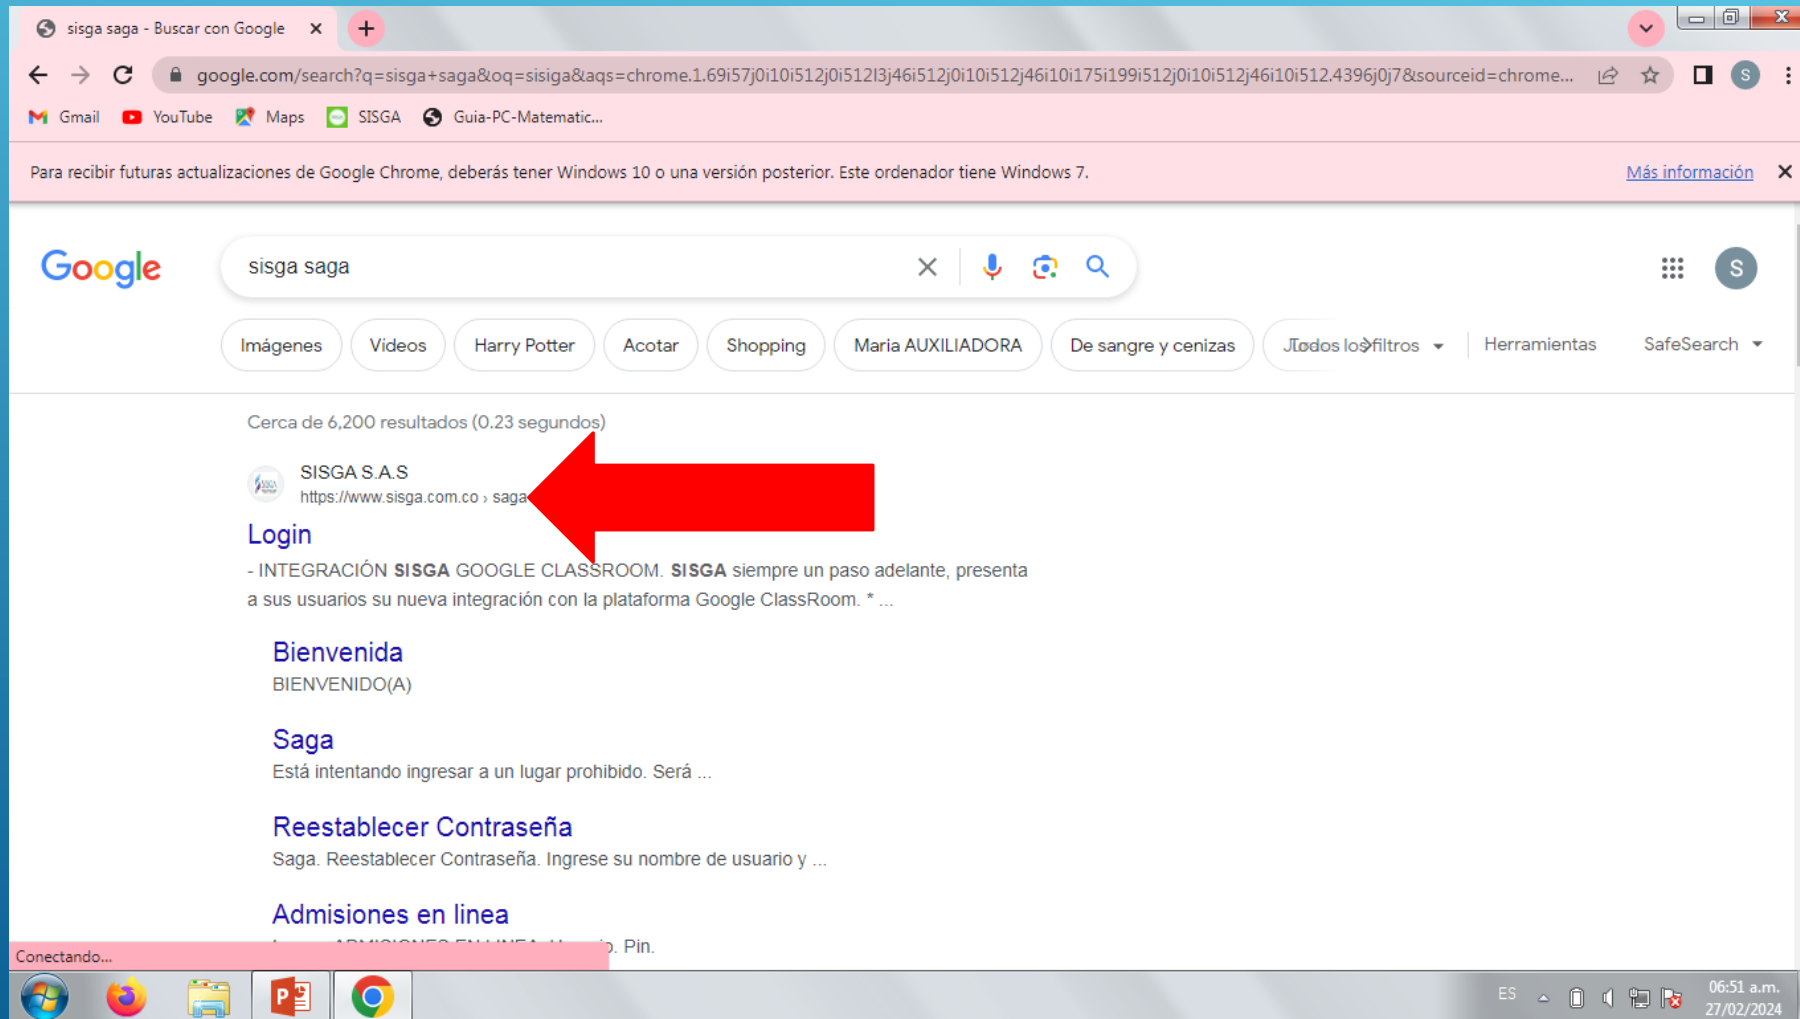 sisga saga - Buscar con Google
google.com/search?q=sisga+saga&oq=sisiga&aqs=chrome.1.69i57j0i10i512j0i512l3j46i512j0i10i512j46i10i175i199i512j0i10i512j46i10i512.4396j0j7&sourceid=chrome...
S
Gmail YouTube Maps SISGA Guia-PC-Matematic...
Para recibir futuras actualizaciones de Google Chrome, deberás tener Windows 10 o una versión posterior. Este ordenador tiene Windows 7. Más información
Google sisga saga S
Imágenes Videos Harry Potter Acotar Shopping Maria AUXILIADORA De sangre y cenizas Todos los filtros Herramientas SafeSearch
Cerca de 6,200 resultados (0.23 segundos)
SISGA S.A.S
https://www.sisga.com.co › saga
Login
- INTEGRACIÓN SISGA GOOGLE CLASSROOM. SISGA siempre un paso adelante, presenta
a sus usuarios su nueva integración con la plataforma Google ClassRoom. * ...
Bienvenida
BIENVENIDO(A)
Saga
Está intentando ingresar a un lugar prohibido. Será ...
Reestablecer Contraseña
Saga. Reestablecer Contraseña. Ingrese su nombre de usuario y ...
Admisiones en linea
Pin.
Conectando...
ES 06:51 a.m.
27/02/2024